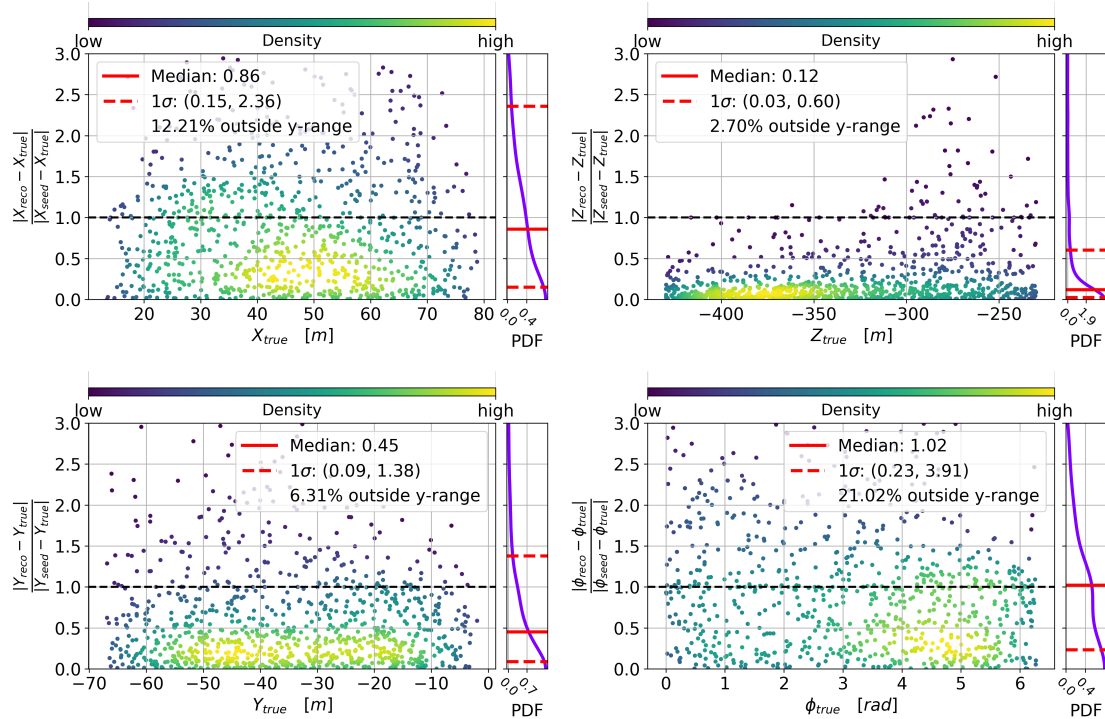 low Density high
3.0
2.5
2.0
1.5
1.0
0.5
0.0
|X_reco − X_true|
|X_seed − X_true|
Median: 0.86
1σ: (0.15, 2.36)
12.21% outside y-range
20 30 40 50 60 70 80
X_true [m]
0.0 0.4
PDF
low Density high
3.0
2.5
2.0
1.5
1.0
0.5
0.0
|Z_reco − Z_true|
|Z_seed − Z_true|
Median: 0.12
1σ: (0.03, 0.60)
2.70% outside y-range
−400 −350 −300 −250
Z_true [m]
0.0 1.9
PDF
low Density high
3.0
2.5
2.0
1.5
1.0
0.5
0.0
|Y_reco − Y_true|
|Y_seed − Y_true|
Median: 0.45
1σ: (0.09, 1.38)
6.31% outside y-range
−70 −60 −50 −40 −30 −20 −10 0
Y_true [m]
0.0 0.7
PDF
low Density high
3.0
2.5
2.0
1.5
1.0
0.5
0.0
|ϕ_reco − ϕ_true|
|ϕ_seed − ϕ_true|
Median: 1.02
1σ: (0.23, 3.91)
21.02% outside y-range
0 1 2 3 4 5 6
ϕ_true [rad]
0.0 0.4
PDF